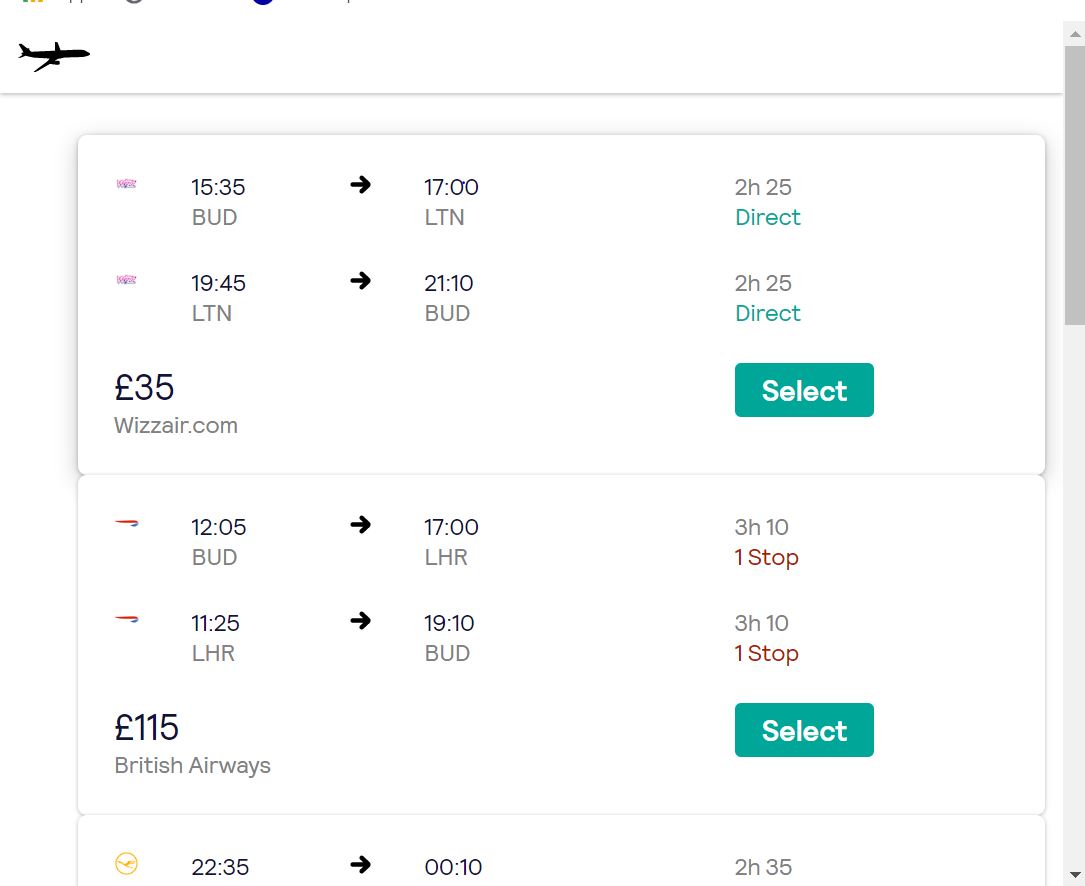 15:35 17:00 2h 25
BUD LTN Direct
19:45 21:10 2h 25
LTN BUD Direct
£35 Select
Wizzair.com
12:05 17:00 3h 10
BUD LHR 1 Stop
11:25 19:10 3h 10
LHR BUD 1 Stop
£115 Select
British Airways
22:35 00:10 2h 35